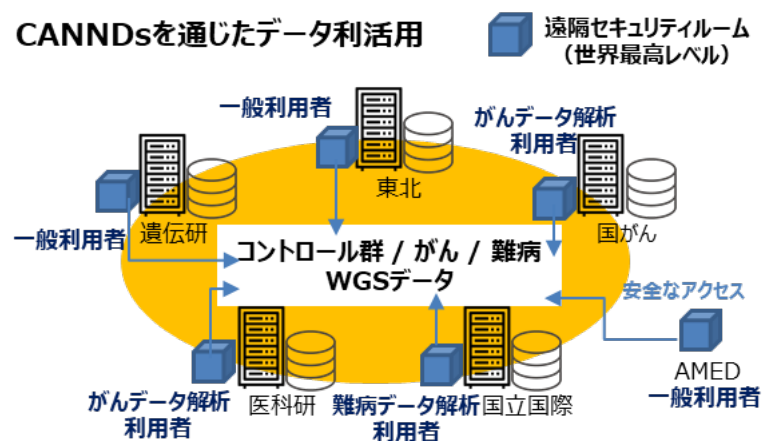 CANNDsを通じたデータ利活用
遠隔セキュリティルーム
（世界最高レベル）
一般利用者
がんデータ解析
利用者
東北
遺伝研
国がん
一般利用者
コントロール群 / がん / 難病
WGSデータ
安全なアクセス
AMED
一般利用者
がんデータ解析
利用者
医科研
難病データ解析
利用者
国立国際